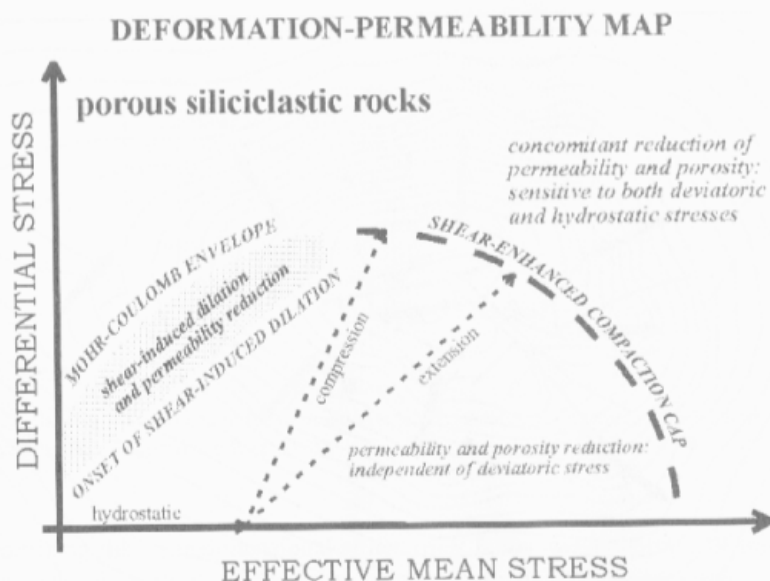 DEFORMATION-PERMEABILITY MAP
porous siliciclastic rocks
DIFFERENTIAL STRESS
concomitant reduction of
permeability and porosity:
sensitive to both deviatoric
and hydrostatic stresses
MOHR-COULOMB ENVELOPE
shear-induced dilation
and permeability reduction
ONSET OF SHEAR-INDUCED DILATION
SHEAR-ENHANCED COMPACTION CAP
compression
extension
permeability and porosity reduction:
independent of deviatoric stress
hydrostatic
EFFECTIVE MEAN STRESS